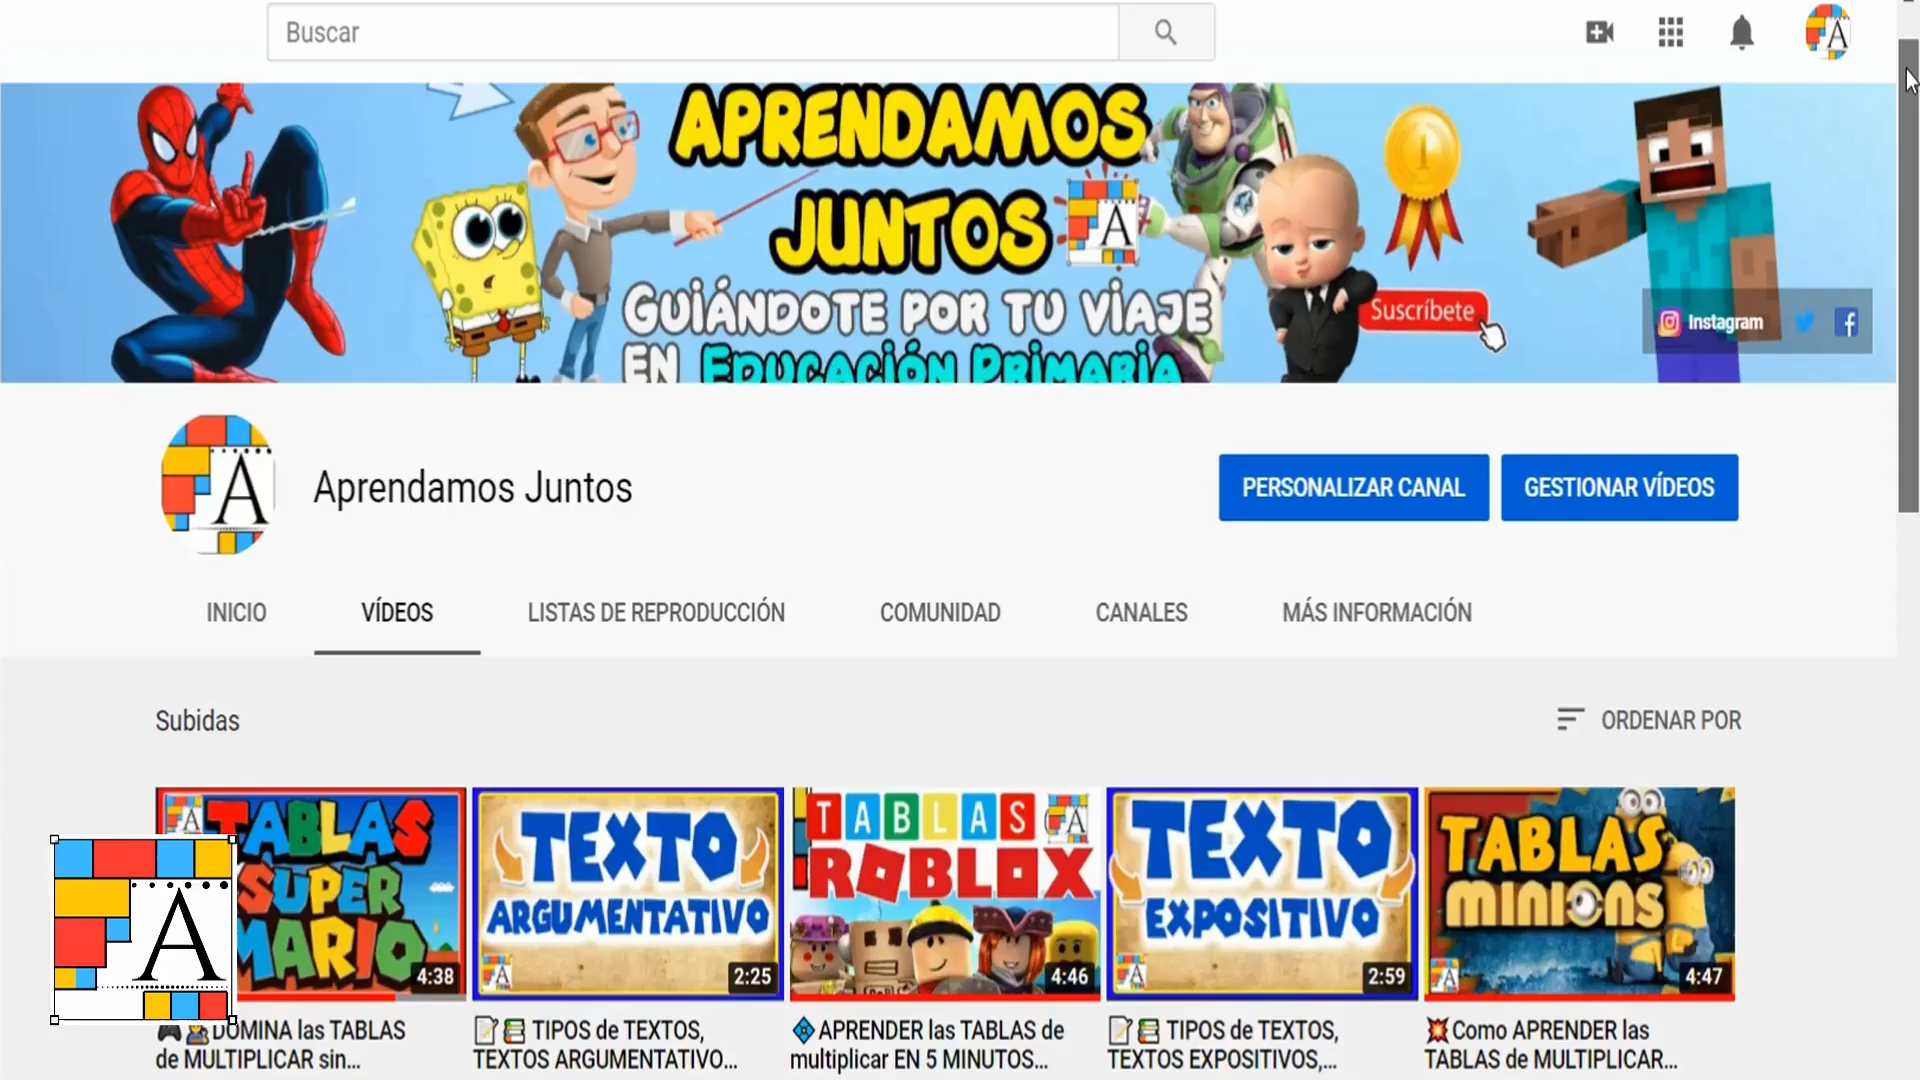 Buscar
APRENDAMOS
JUNTOS
A
GUIÁNDOTE POR TU VIAJE
EN EDUCACIÓN PRIMARIA
1
Suscríbete
Instagram
A
Aprendamos Juntos
PERSONALIZAR CANAL
GESTIONAR VÍDEOS
INICIO
VÍDEOS
LISTAS DE REPRODUCCIÓN
COMUNIDAD
CANALES
MÁS INFORMACIÓN
Subidas
ORDENAR POR
TABLAS
SUPER
MARIO
4:38
TEXTO
ARGUMENTATIVO
2:25
TABLAS
ROBLOX
4:46
TEXTO
EXPOSITIVO
2:59
TABLAS
MINIONS
4:47
A
🎮👩‍🏫DOMINA las TABLAS
de MULTIPLICAR sin...
📝📚 TIPOS de TEXTOS,
TEXTOS ARGUMENTATIVO...
💠APRENDER las TABLAS de
multiplicar EN 5 MINUTOS...
📝📚 TIPOS de TEXTOS,
TEXTOS EXPOSITIVOS,...
💥Como APRENDER las
TABLAS de MULTIPLICAR...